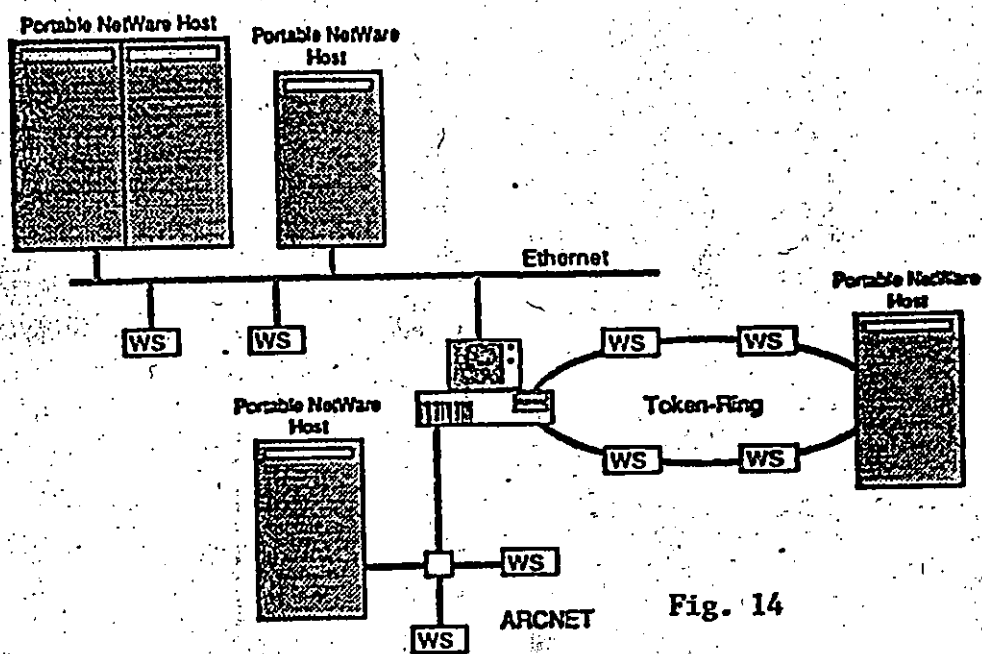 Portable NetWare Host
Portable NetWare
Host
Ethernet
Portable NetWare
Host
WS
WS
WS
WS
Token-Ring
Portable NetWare
Host
WS
WS
WS
ARCNET
WS
Fig. 14